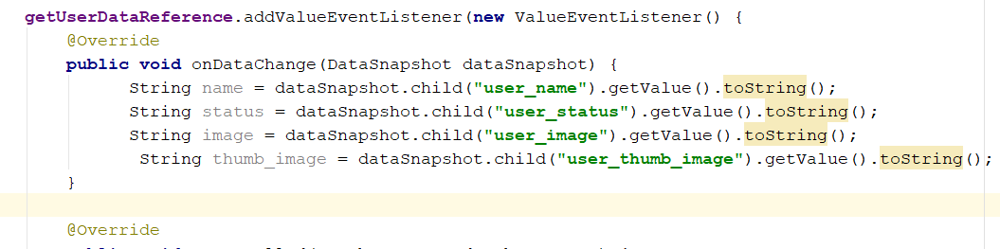 getUserDataReference.addValueEventListener(new ValueEventListener() {
@Override
public void onDataChange(DataSnapshot dataSnapshot) {
String name = dataSnapshot.child("user_name").getValue().toString();
String status = dataSnapshot.child("user_status").getValue().toString();
String image = dataSnapshot.child("user_image").getValue().toString();
String thumb_image = dataSnapshot.child("user_thumb_image").getValue().toString();
}
@Override